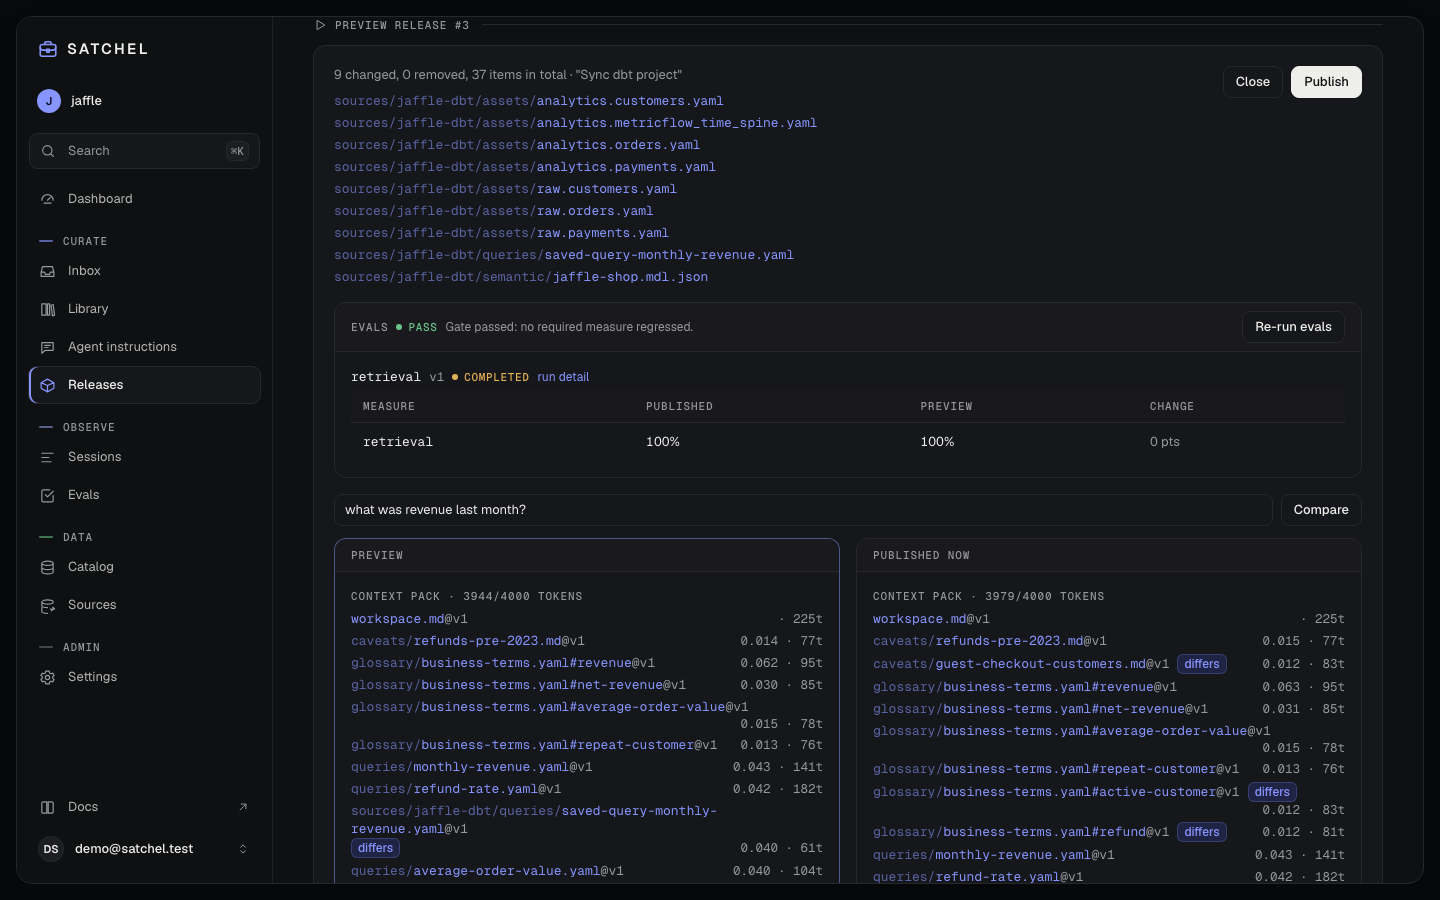 SATCHEL
J jaffle
Search ⌘K
Dashboard
CURATE
Inbox
Library
Agent instructions
Releases
OBSERVE
Sessions
Evals
DATA
Catalog
Sources
ADMIN
Settings
Docs
DS demo@satchel.test
PREVIEW RELEASE #3
9 changed, 0 removed, 37 items in total · "Sync dbt project"
Close Publish
sources/jaffle-dbt/assets/analytics.customers.yaml
sources/jaffle-dbt/assets/analytics.metricflow_time_spine.yaml
sources/jaffle-dbt/assets/analytics.orders.yaml
sources/jaffle-dbt/assets/analytics.payments.yaml
sources/jaffle-dbt/assets/raw.customers.yaml
sources/jaffle-dbt/assets/raw.orders.yaml
sources/jaffle-dbt/assets/raw.payments.yaml
sources/jaffle-dbt/queries/saved-query-monthly-revenue.yaml
sources/jaffle-dbt/semantic/jaffle-shop.mdl.json
EVALS PASS Gate passed: no required measure regressed. Re-run evals
retrieval v1 COMPLETED run detail
MEASURE PUBLISHED PREVIEW CHANGE
retrieval 100% 100% 0 pts
what was revenue last month? Compare
PREVIEW
CONTEXT PACK · 3944/4000 TOKENS
workspace.md@v1 · 225t
caveats/refunds-pre-2023.md@v1 0.014 · 77t
glossary/business-terms.yaml#revenue@v1 0.062 · 95t
glossary/business-terms.yaml#net-revenue@v1 0.030 · 85t
glossary/business-terms.yaml#average-order-value@v1
0.015 · 78t
glossary/business-terms.yaml#repeat-customer@v1 0.013 · 76t
queries/monthly-revenue.yaml@v1 0.043 · 141t
queries/refund-rate.yaml@v1 0.042 · 182t
sources/jaffle-dbt/queries/saved-query-monthly-
revenue.yaml@v1
differs 0.040 · 61t
queries/average-order-value.yaml@v1 0.040 · 104t
PUBLISHED NOW
CONTEXT PACK · 3979/4000 TOKENS
workspace.md@v1 · 225t
caveats/refunds-pre-2023.md@v1 0.015 · 77t
caveats/guest-checkout-customers.md@v1 differs 0.012 · 83t
glossary/business-terms.yaml#revenue@v1 0.063 · 95t
glossary/business-terms.yaml#net-revenue@v1 0.031 · 85t
glossary/business-terms.yaml#average-order-value@v1
0.015 · 78t
glossary/business-terms.yaml#repeat-customer@v1 0.013 · 76t
glossary/business-terms.yaml#active-customer@v1 differs
0.012 · 83t
glossary/business-terms.yaml#refund@v1 differs 0.012 · 81t
queries/monthly-revenue.yaml@v1 0.043 · 141t
queries/refund-rate.yaml@v1 0.042 · 182t